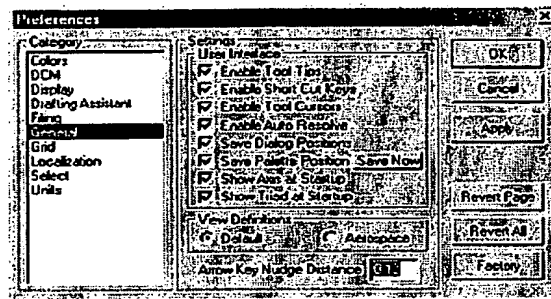 Preferences
Category
Colors
DCM
Display
Drafting Assistant
Filing
General
Grid
Localization
Select
Units
Settings
User Interface
Enable Tool Tips
Enable Short Cut Keys
Enable Tool Cursors
Enable Auto Resolve
Save Dialog Positions
Save Palette Position Save Now
Show Axis at Startup
Show Triad at Startup
View Definitions
Default Aerospace
Arrow Key Nudge Distance
OK
Cancel
Apply
Revert Page
Revert All
Factory